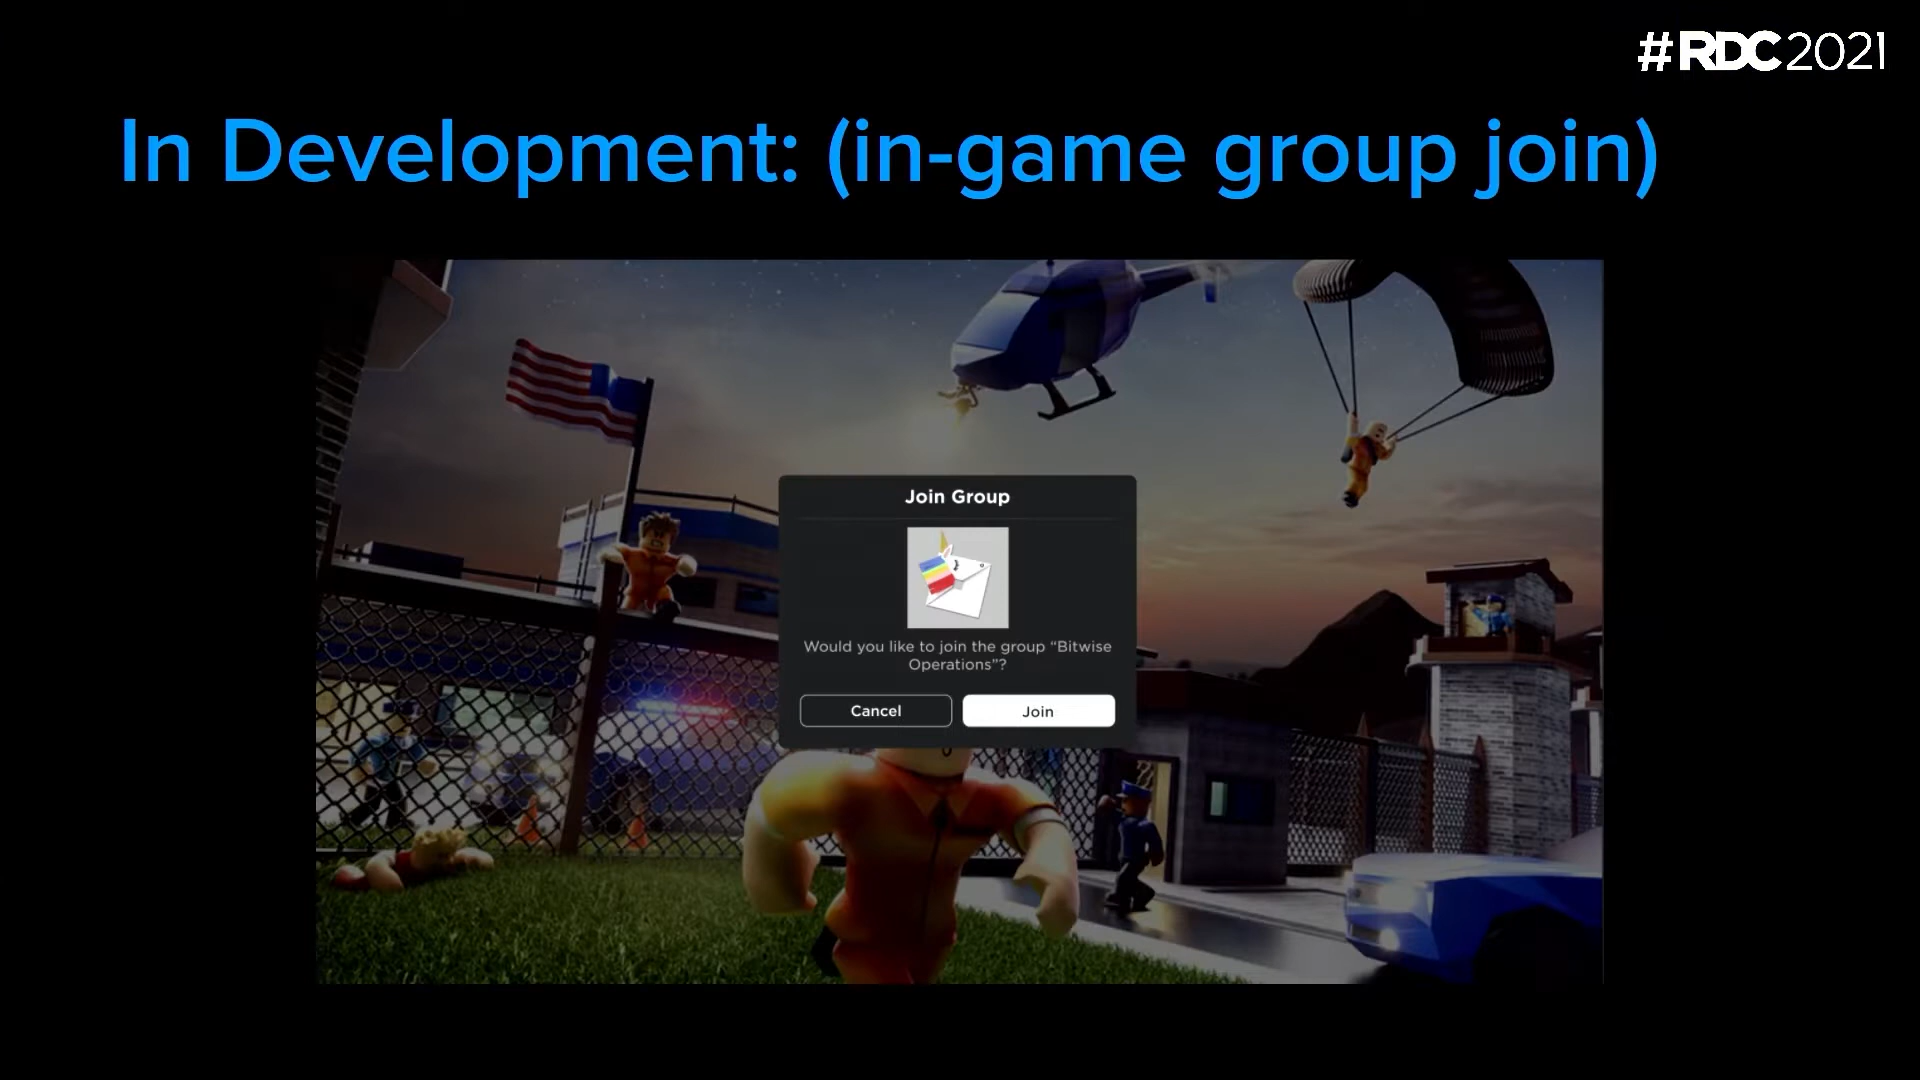 #RDC2021
In Development: (in-game group join)
Join Group
Would you like to join the group “Bitwise
Operations”?
Cancel
Join